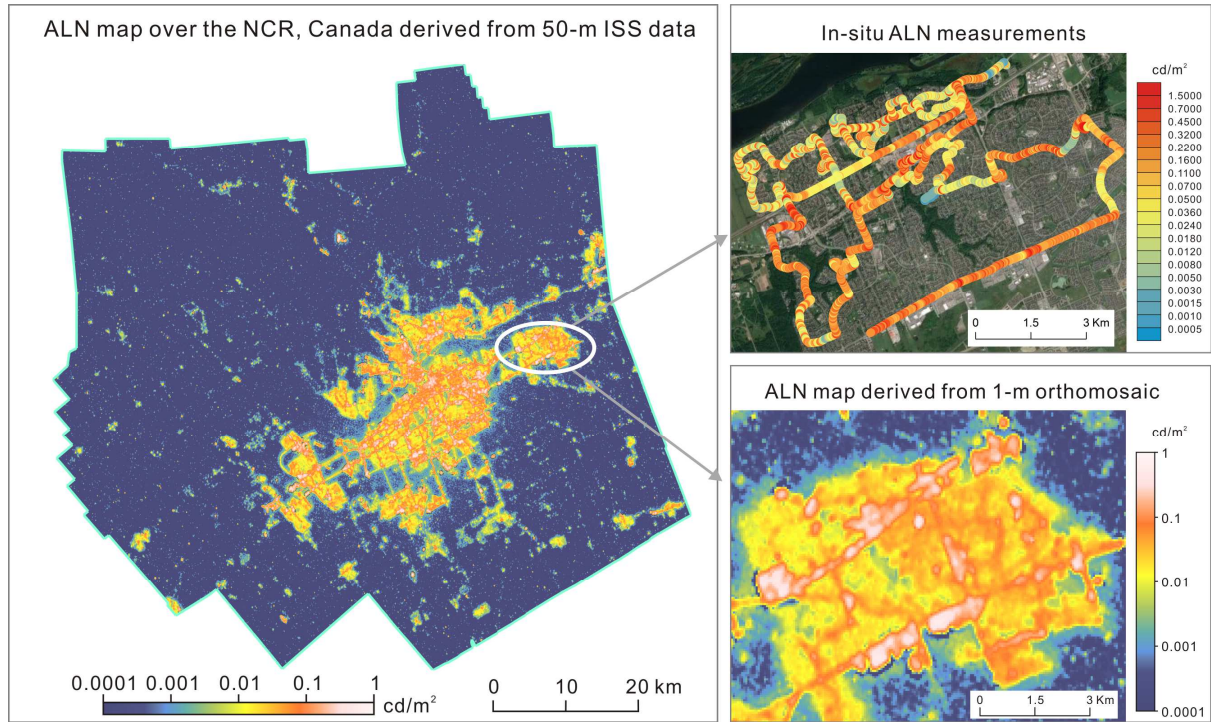 ALN map over the NCR, Canada derived from 50-m ISS data
0.0001 0.001 0.01 0.1 1
cd/m²
0 10 20 km
In-situ ALN measurements
cd/m²
1.5000
0.7000
0.4500
0.3200
0.2200
0.1600
0.1100
0.0700
0.0500
0.0360
0.0240
0.0180
0.0120
0.0080
0.0050
0.0030
0.0015
0.0010
0.0005
0 1.5 3 Km
ALN map derived from 1-m orthomosaic
cd/m²
1
0.1
0.01
0.001
0.0001
0 1.5 3 Km